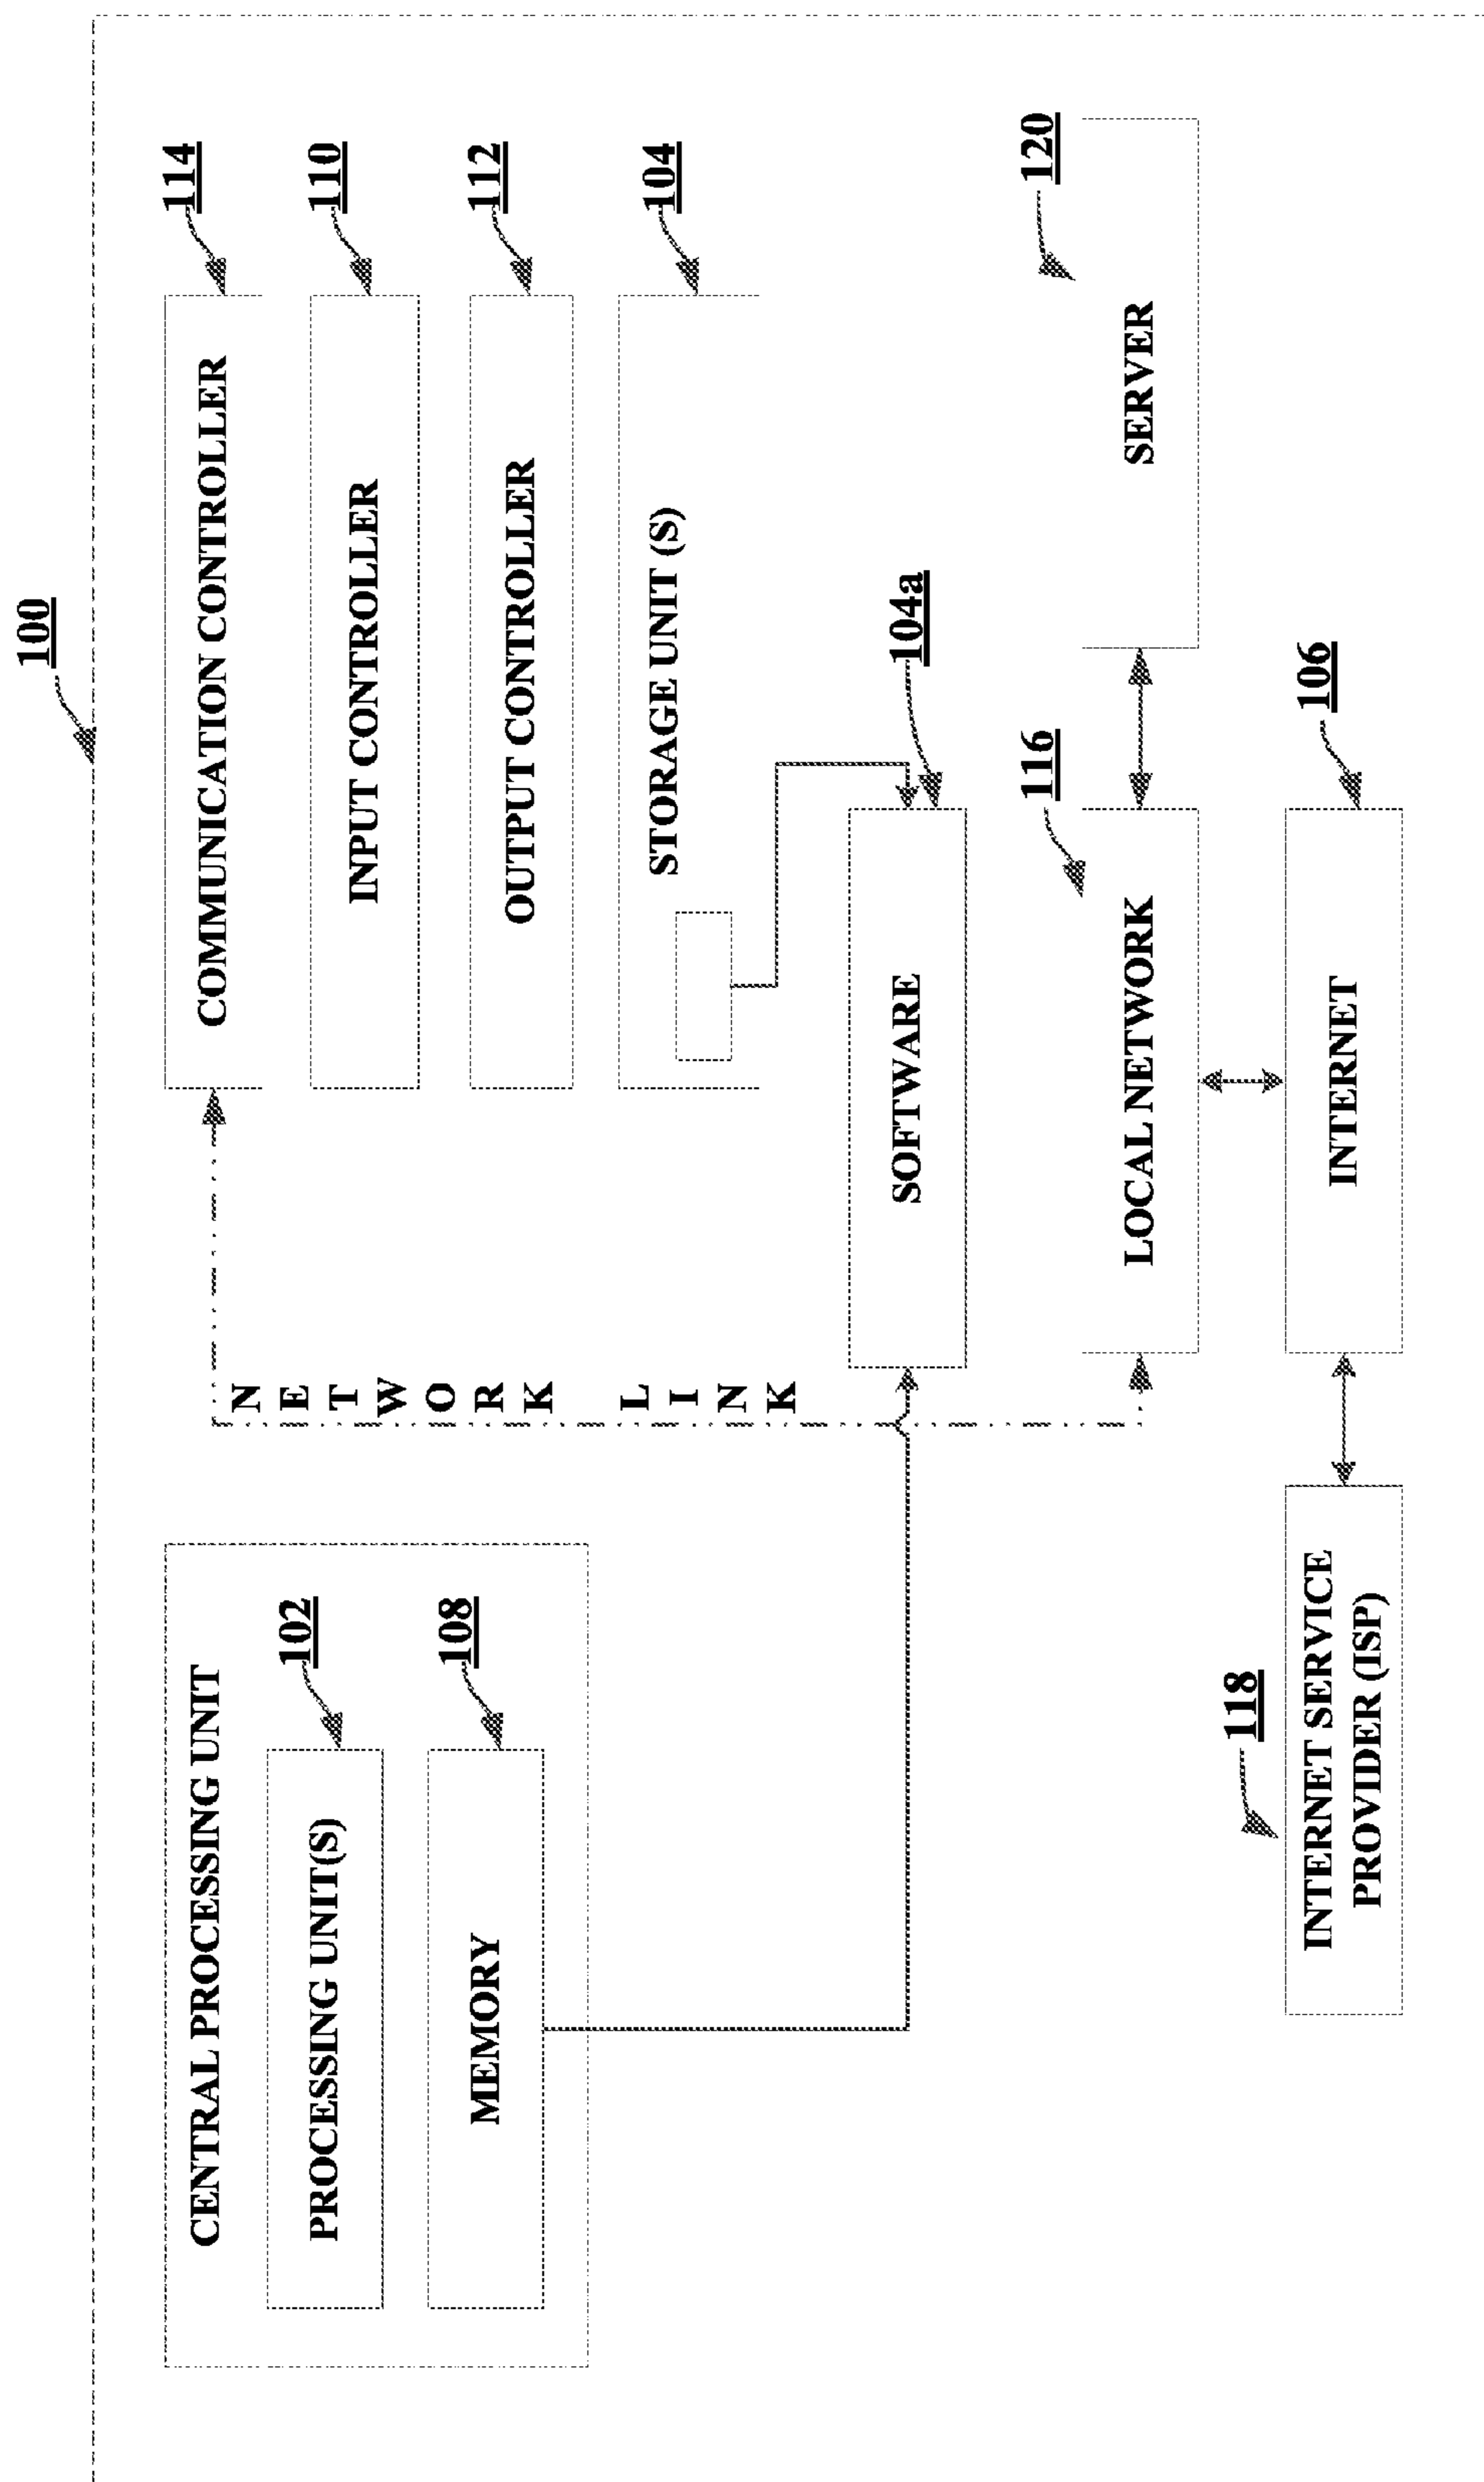 100
CENTRAL PROCESSING UNIT
102
PROCESSING UNIT(S)
108
MEMORY
NETWORK LINK
114
COMMUNICATION CONTROLLER
110
INPUT CONTROLLER
112
OUTPUT CONTROLLER
104
STORAGE UNIT (S)
104a
SOFTWARE
116
LOCAL NETWORK
120
SERVER
118
INTERNET SERVICE
PROVIDER (ISP)
106
INTERNET